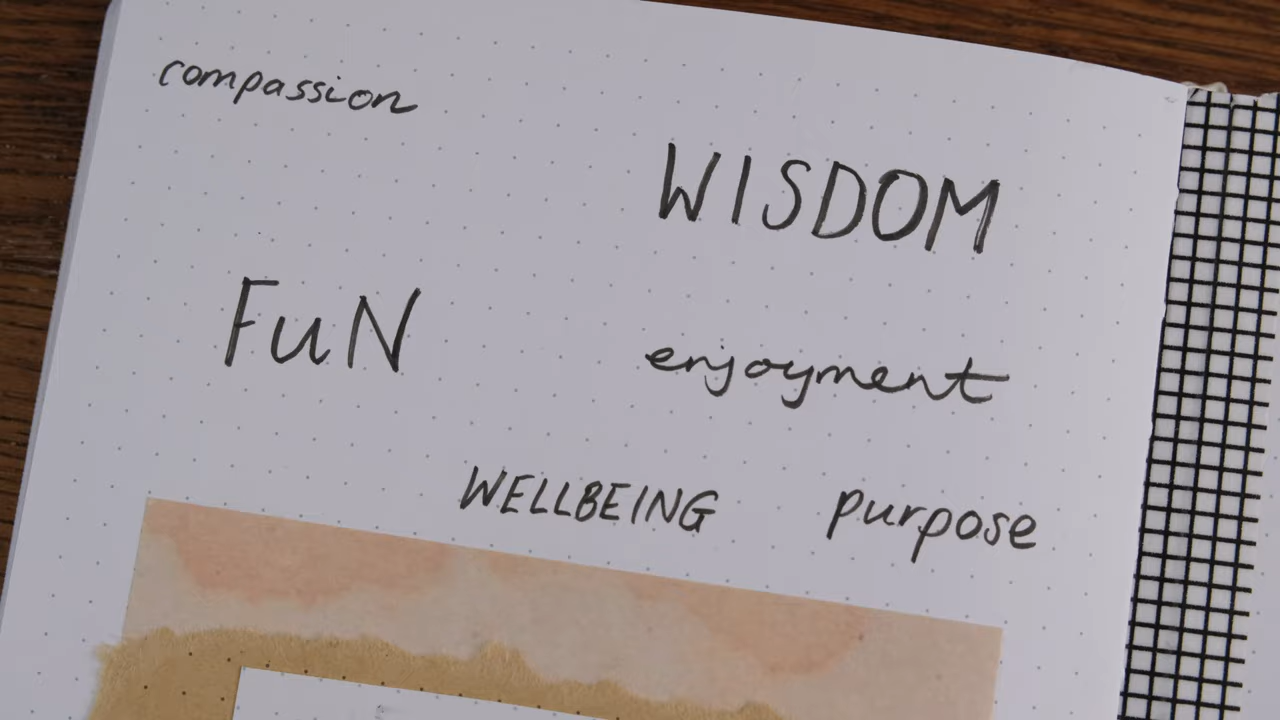 compassion
WISDOM
FuN
enjoyment
WELLBEING purpose